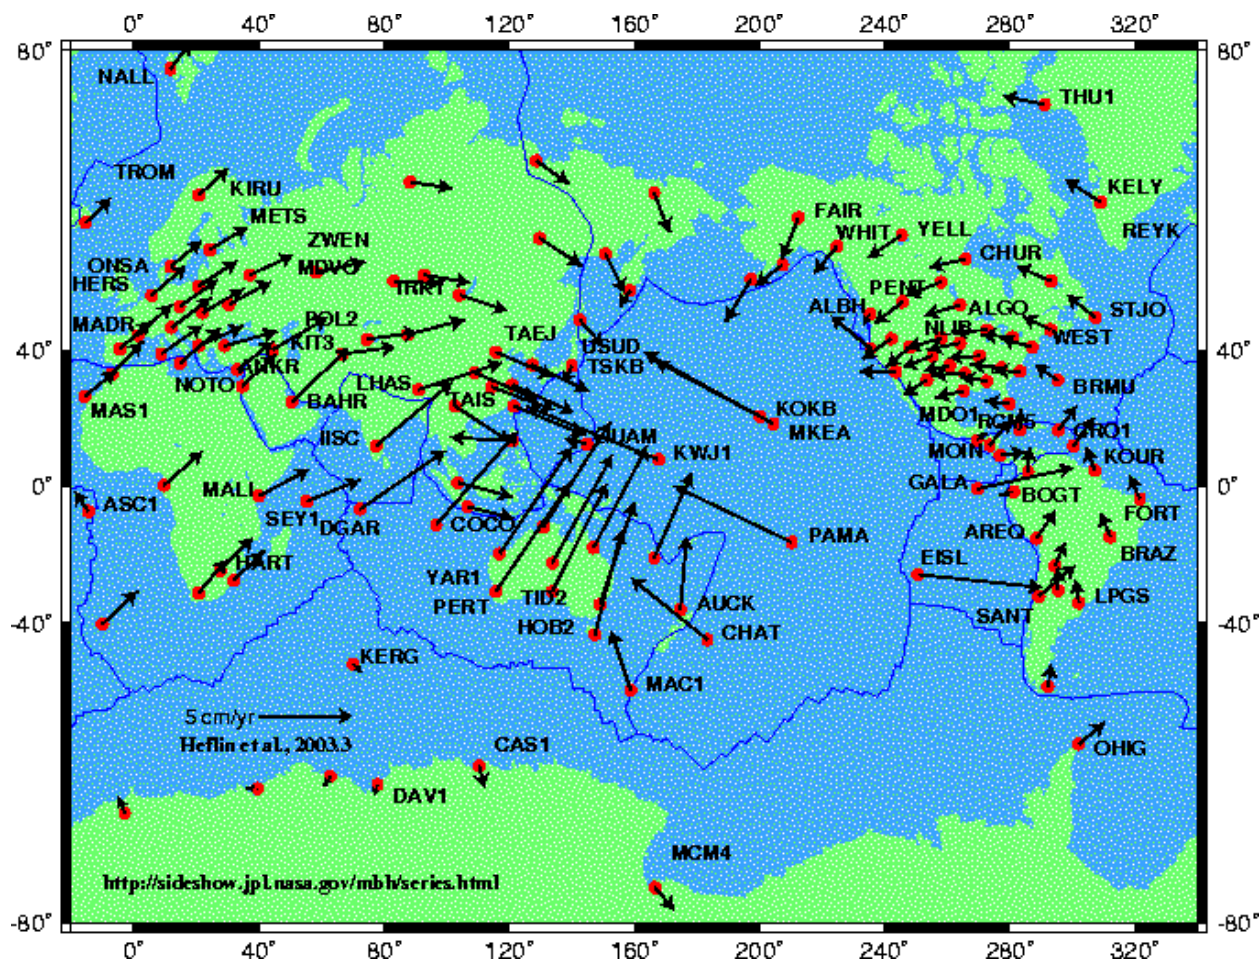 0° 40° 80° 120° 160° 200° 240° 280° 320°
80° 80°
NALL
THU1
TROM
KIRU
KELY
METS
FAIR
REYK
ZWEN
WHIT
YELL
ONSA
MDVO
CHUR
HERS
IRKT
PENT
STJO
MADR
POL2
ALBH
ALGO
TAEJ
NLIB
WEST
KIT3
USUD
40° 40°
ANKR
TSKB
NOTO
LHAS
BRMU
MAS1
BAHR
TAIS
KOKB
MDO1
RCM5
IISC
GUAM
MKEA
CRO1
MOIN
KWJ1
KOUR
GALA
0° 0°
MALI
ASC1
BOGT
SEY1
COCO
FORT
DGAR
PAMA
AREQ
BRAZ
HART
EISL
YAR1
TID2
AUCK
LPGS
PERT
SANT
HOB2
CHAT
-40° -40°
KERG
MAC1
5 cm/yr
Heflin et al., 2003.3
CAS1
OHIG
DAV1
MCM4
http://sideshow.jpl.nasa.gov/mbh/series.html
-80° -80°
0° 40° 80° 120° 160° 200° 240° 280° 320°